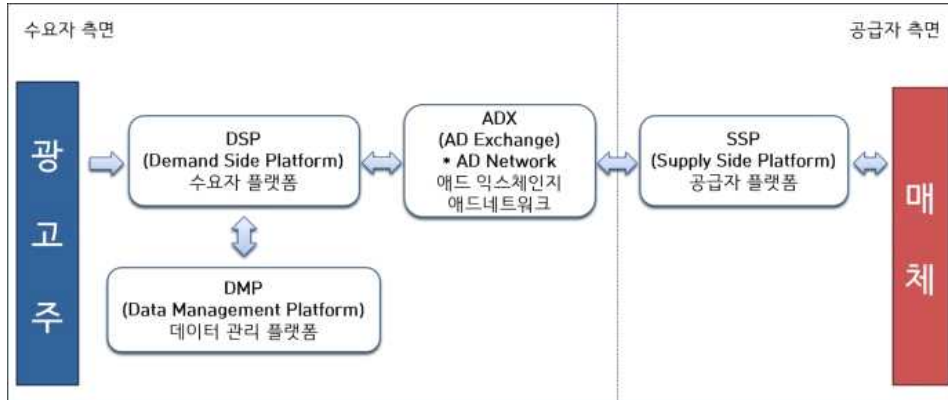 수요자 측면
공급자 측면
광
고
주
DSP
(Demand Side Platform)
수요자 플랫폼
ADX
(AD Exchange)
* AD Network
애드 익스체인지
애드네트워크
SSP
(Supply Side Platform)
공급자 플랫폼
매
체
DMP
(Data Management Platform)
데이터 관리 플랫폼